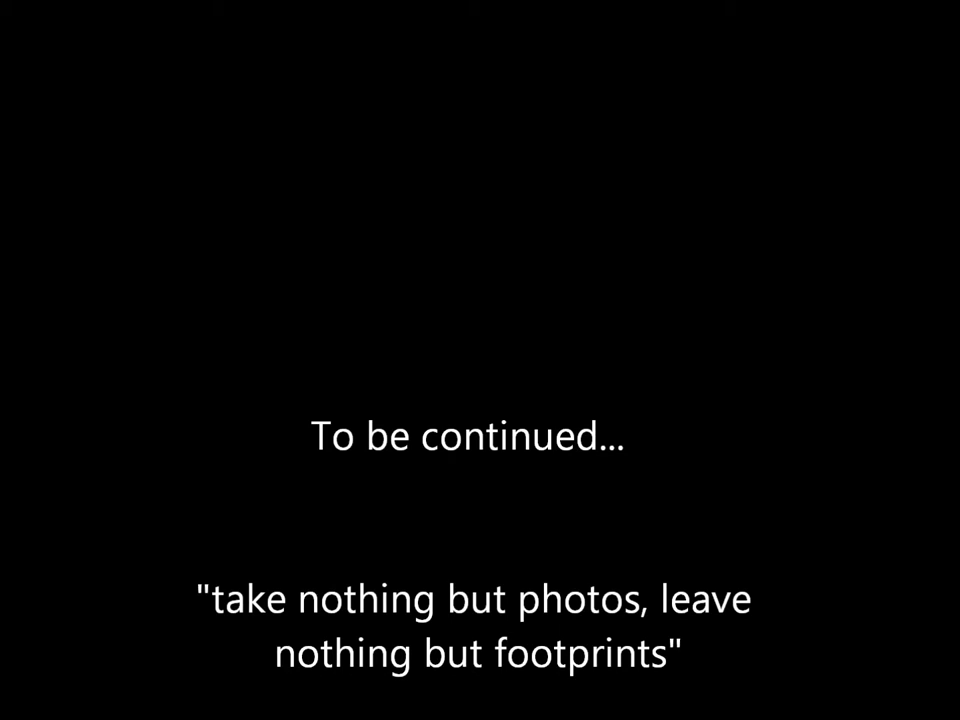 To be continued...
"take nothing but photos, leave
nothing but footprints"